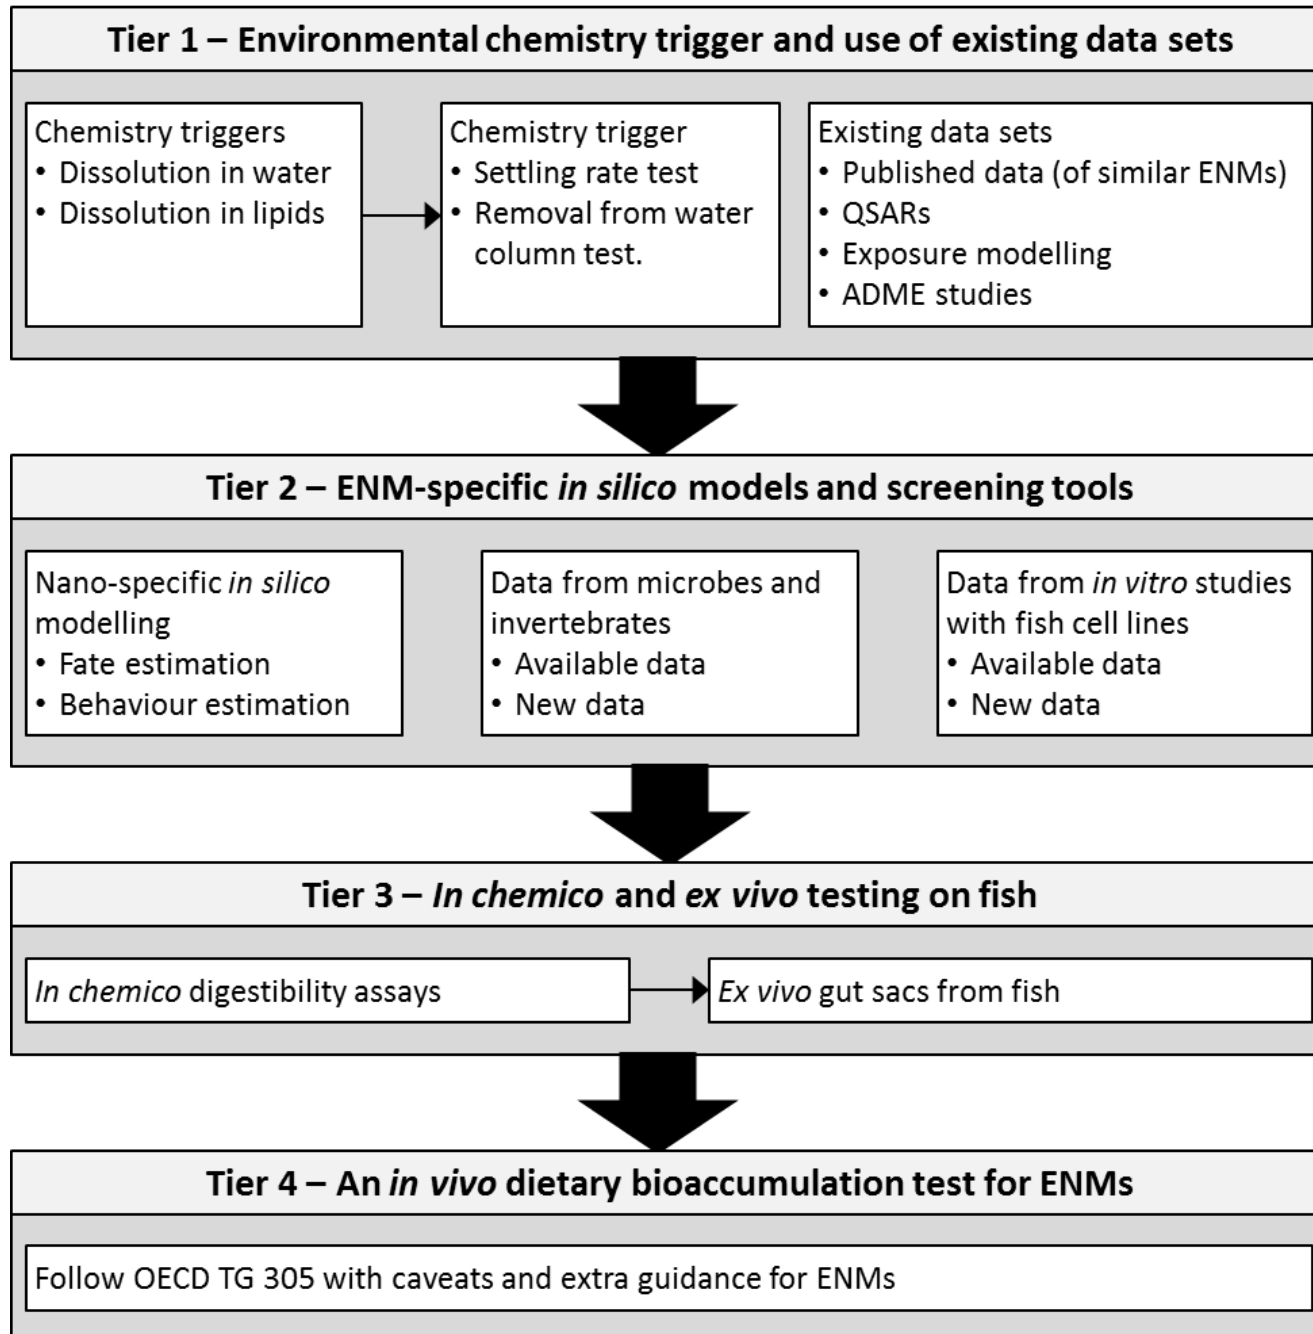 Tier 1 – Environmental chemistry trigger and use of existing data sets
Chemistry triggers
• Dissolution in water
• Dissolution in lipids
Chemistry trigger
• Settling rate test
• Removal from water
column test.
Existing data sets
• Published data (of similar ENMs)
• QSARs
• Exposure modelling
• ADME studies
Tier 2 – ENM-specific in silico models and screening tools
Nano-specific in silico
modelling
• Fate estimation
• Behaviour estimation
Data from microbes and
invertebrates
• Available data
• New data
Data from in vitro studies
with fish cell lines
• Available data
• New data
Tier 3 – In chemico and ex vivo testing on fish
In chemico digestibility assays
Ex vivo gut sacs from fish
Tier 4 – An in vivo dietary bioaccumulation test for ENMs
Follow OECD TG 305 with caveats and extra guidance for ENMs